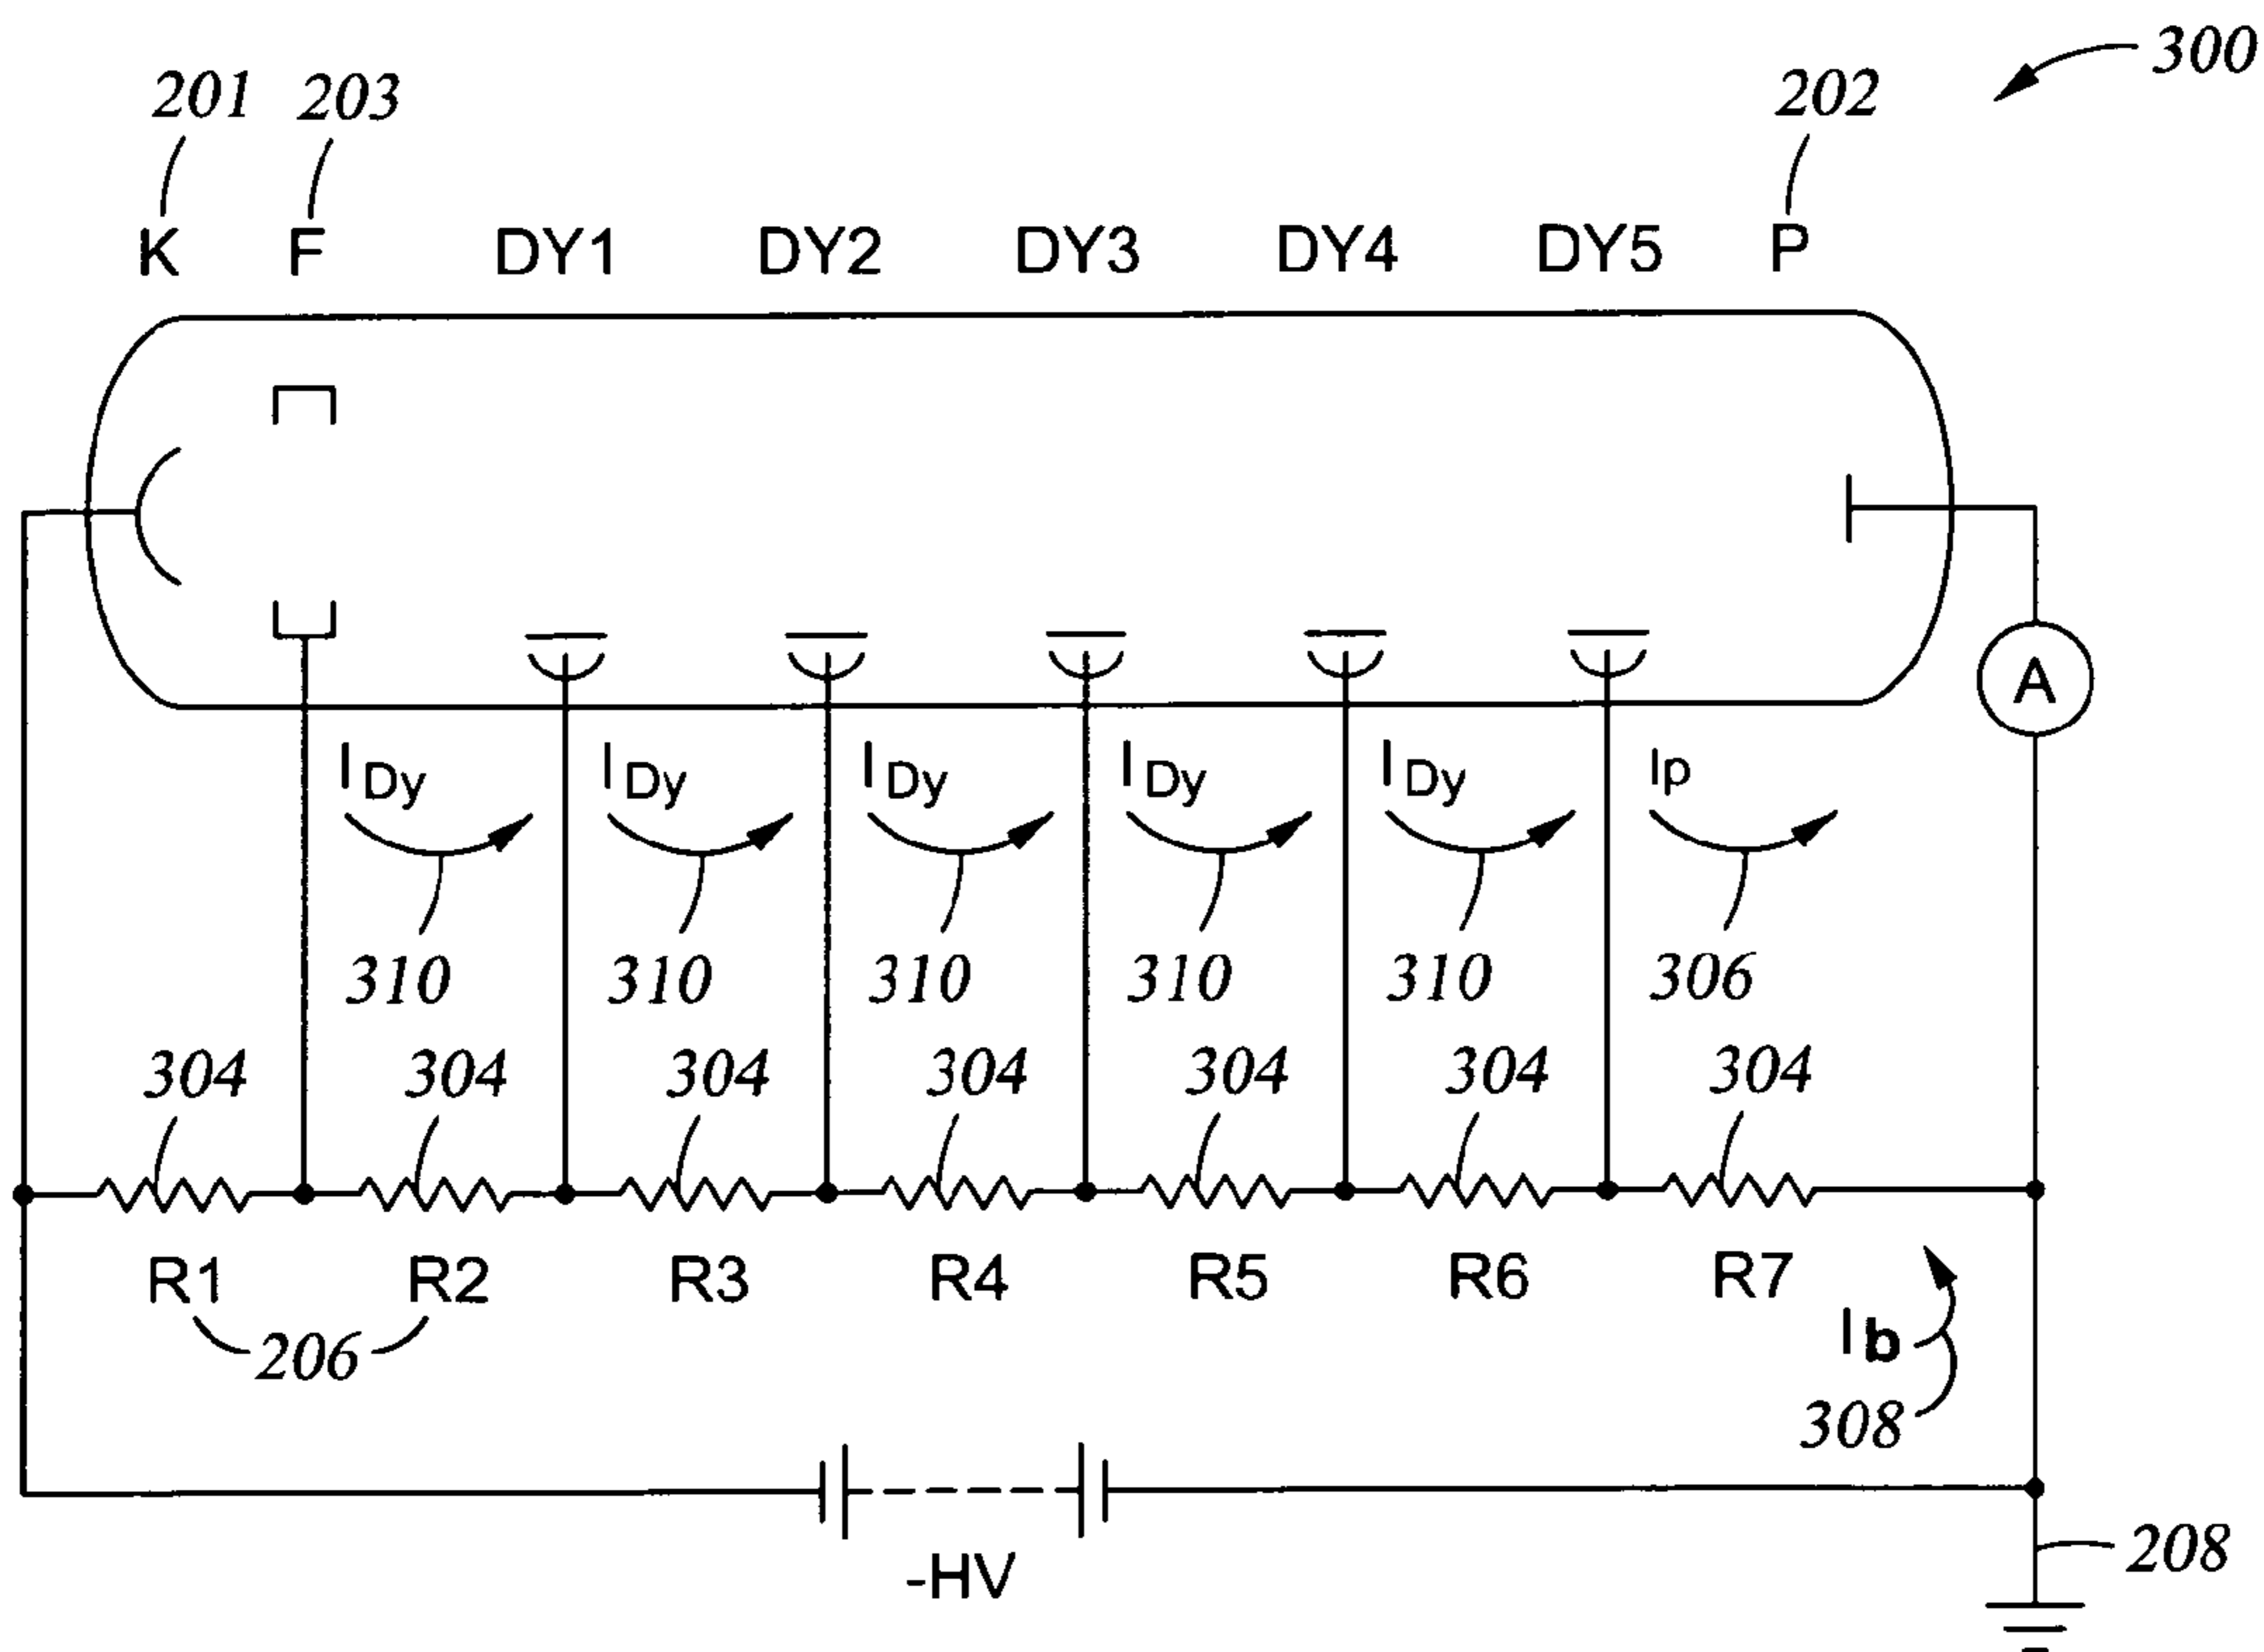 300
201 203 202
K F DY1 DY2 DY3 DY4 DY5 P
A
IDy IDy IDy IDy IDy Ip
310 310 310 310 310 306
304 304 304 304 304 304 304
R1 R2 R3 R4 R5 R6 R7
Ib
206
308
-HV
208